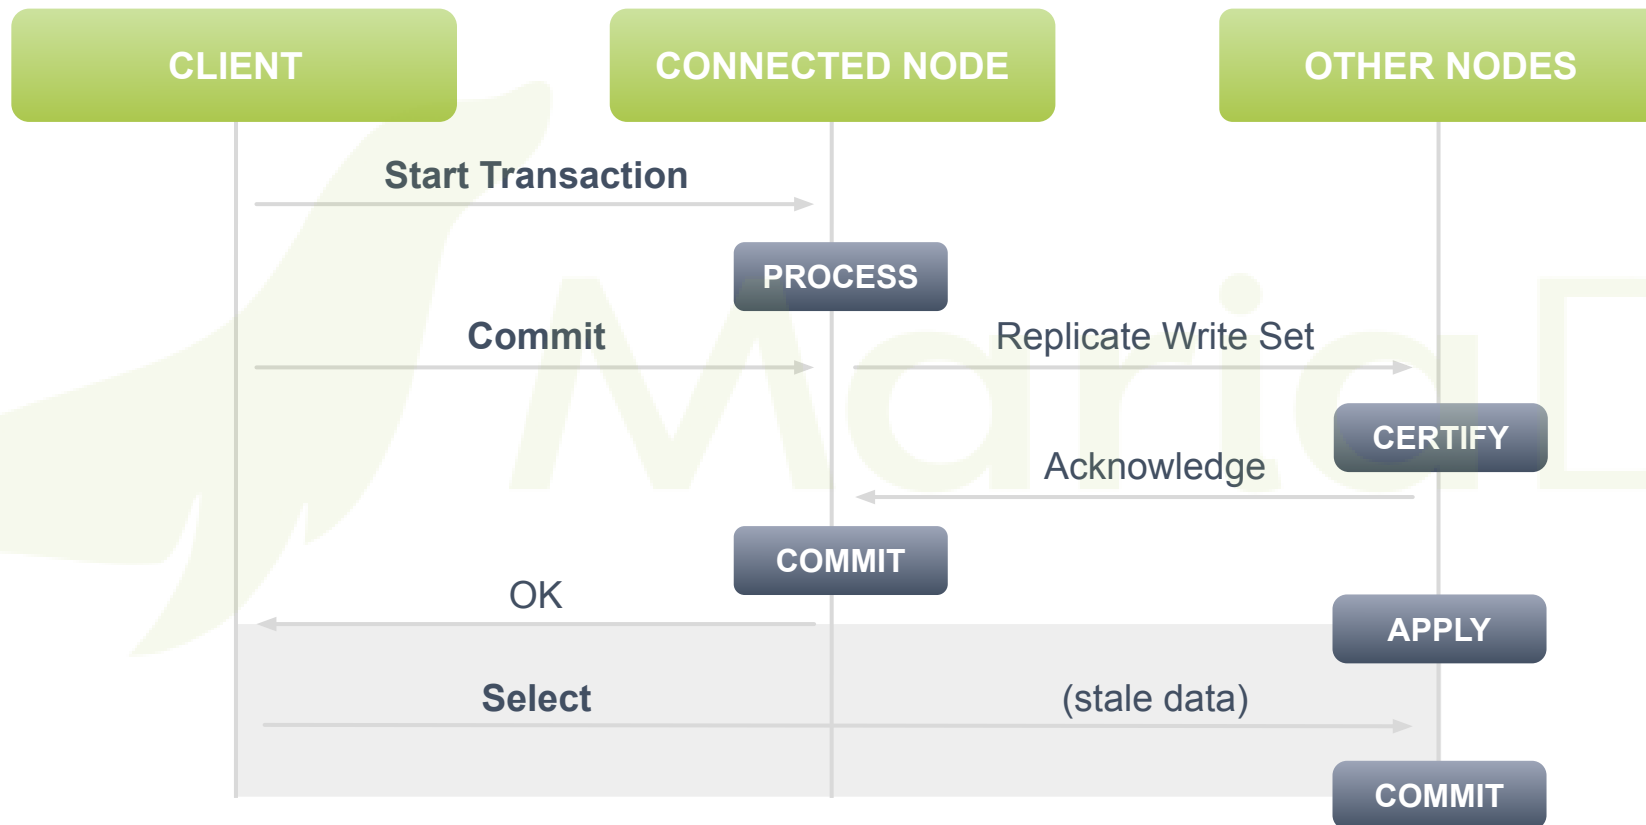 CLIENT
CONNECTED NODE
OTHER NODES
Start Transaction
PROCESS
Commit
Replicate Write Set
CERTIFY
Acknowledge
COMMIT
OK
APPLY
Select
(stale data)
COMMIT
MariaD